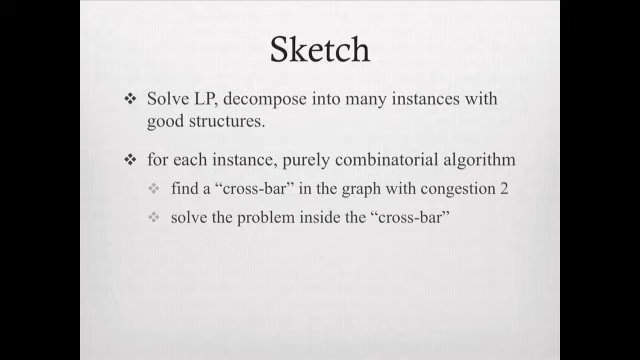 Sketch
❖ Solve LP, decompose into many instances with
good structures.
❖ for each instance, purely combinatorial algorithm
❖ find a “cross-bar” in the graph with congestion 2
❖ solve the problem inside the “cross-bar”